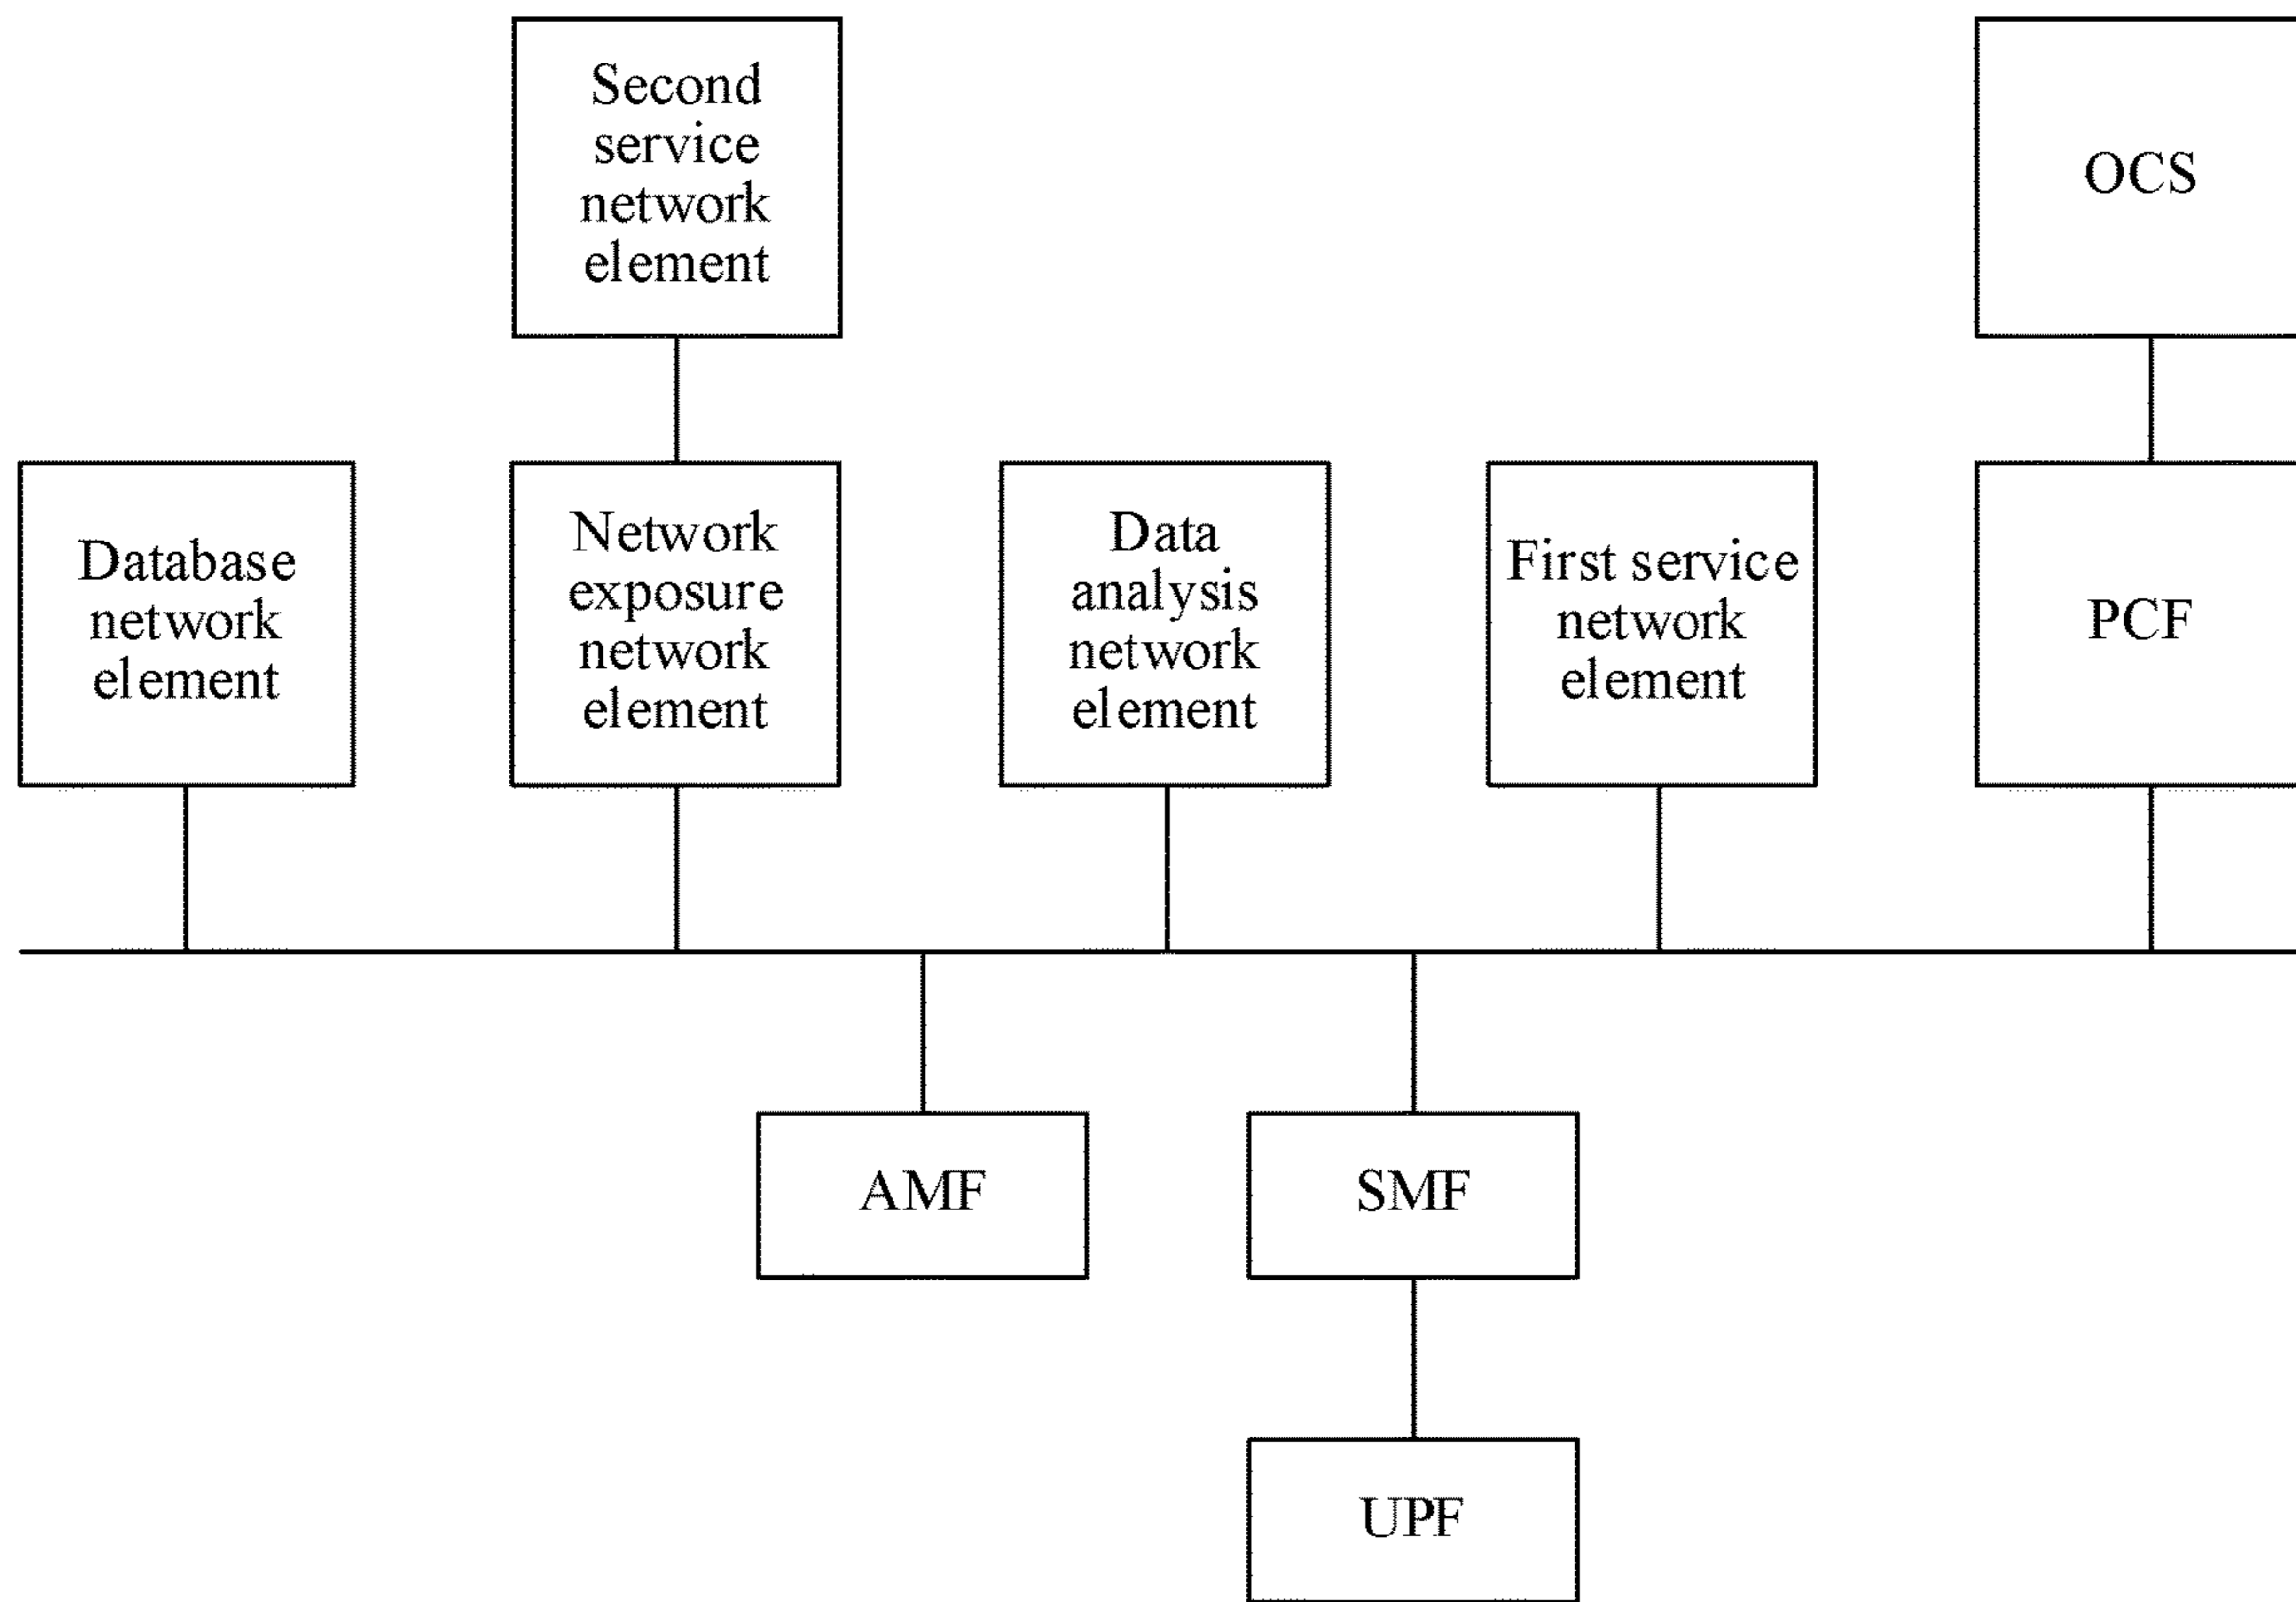 Second
service
network
element
OCS
Database
network
element
Network
exposure
network
element
Data
analysis
network
element
First service
network
element
PCF
AMF
SMF
UPF